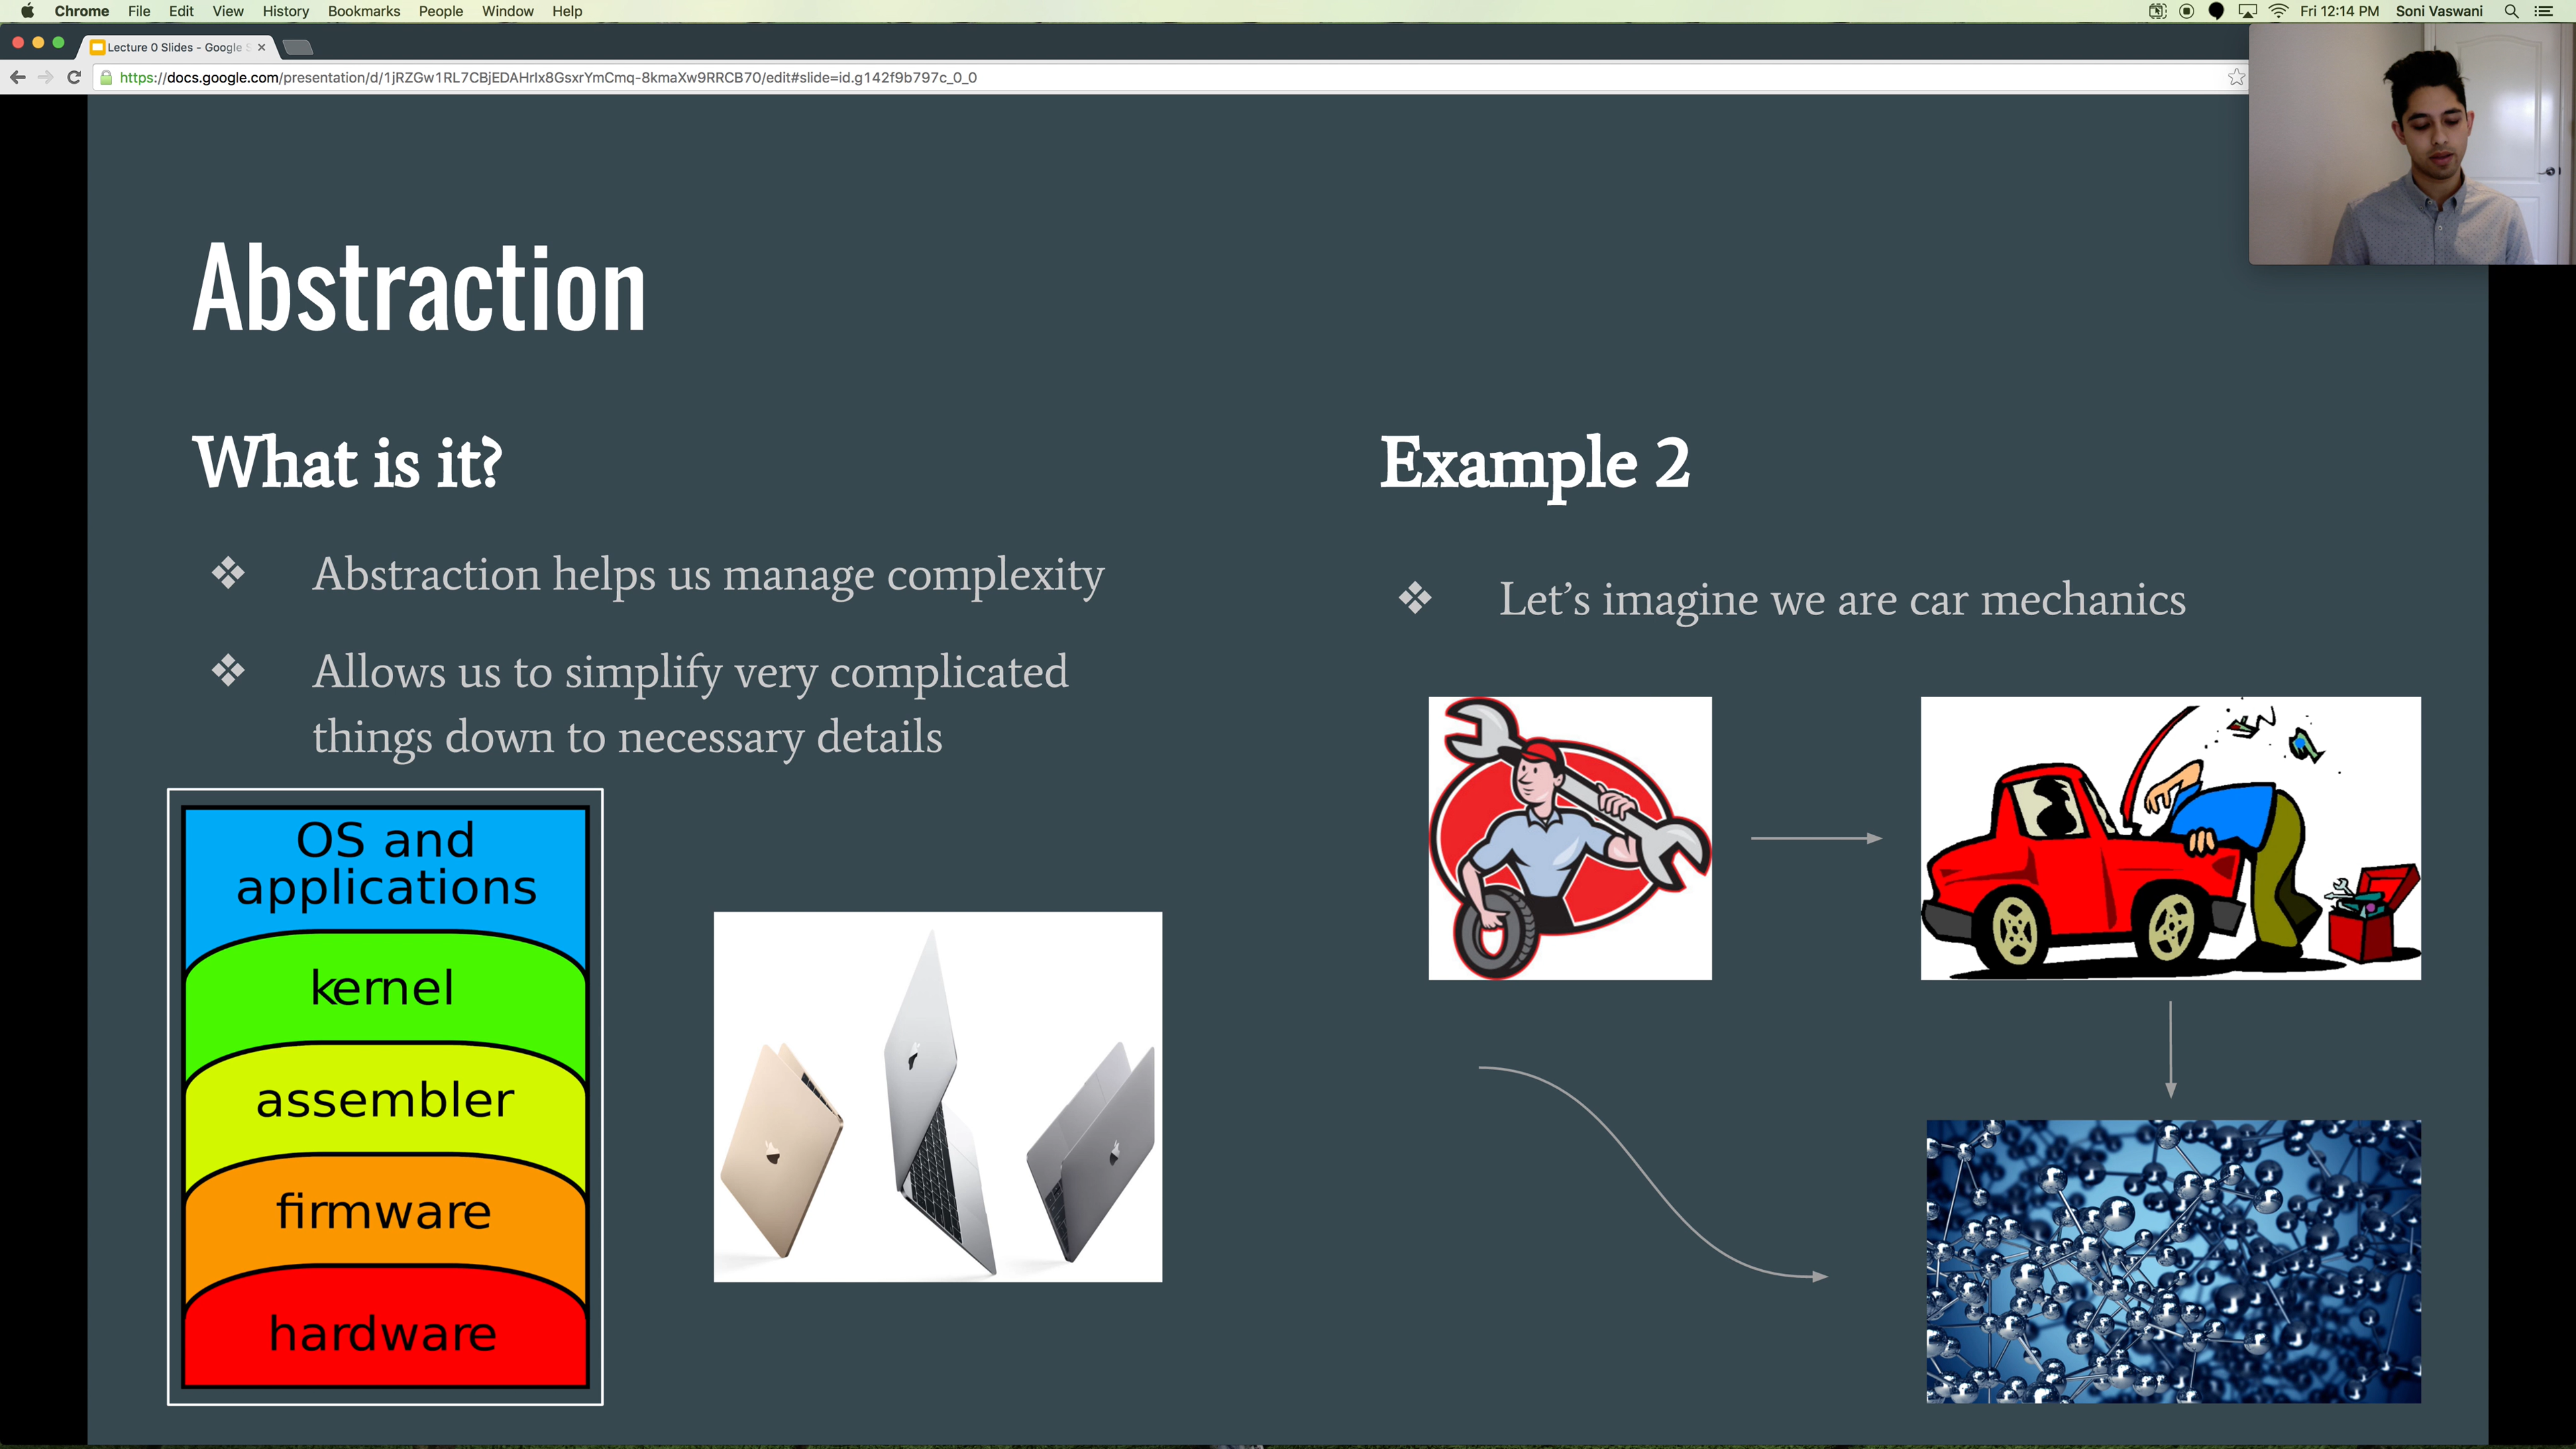 Chrome File Edit View History Bookmarks People Window Help Fri 12:14 PM Soni Vaswani
Lecture 0 Slides - Google S
https://docs.google.com/presentation/d/1jRZGw1RL7CBjEDAHrIx8GsxrYmCmq-8kmaXw9RRCB70/edit#slide=id.g142f9b797c_0_0
Abstraction
What is it?
❖ Abstraction helps us manage complexity
❖ Allows us to simplify very complicated
things down to necessary details
OS and
applications
kernel
assembler
firmware
hardware
Example 2
❖ Let’s imagine we are car mechanics